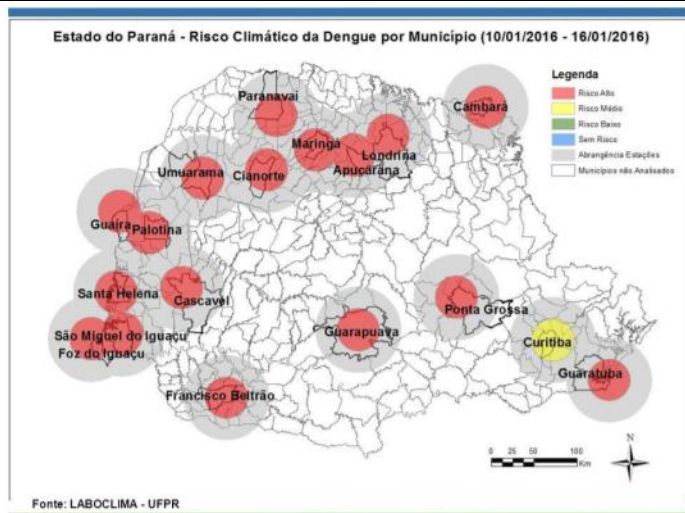 Estado do Paraná - Risco Climático da Dengue por Município (10/01/2016 - 16/01/2016)
Legenda
Risco Alto
Risco Médio
Risco Baixo
Sem Risco
Abrangência Estações
Municípios não Analisados
Paranavaí
Cambará
Maringá
Londrina
Umuarama
Cianorte
Apucarana
Guaíra
Palotina
Santa Helena
Cascavel
Ponta Grossa
São Miguel do Iguaçu
Guarapuava
Curitiba
Foz do Iguaçu
Guaratuba
Francisco Beltrão
N
0 25 50 100
Km
Fonte: LABOCLIMA - UFPR